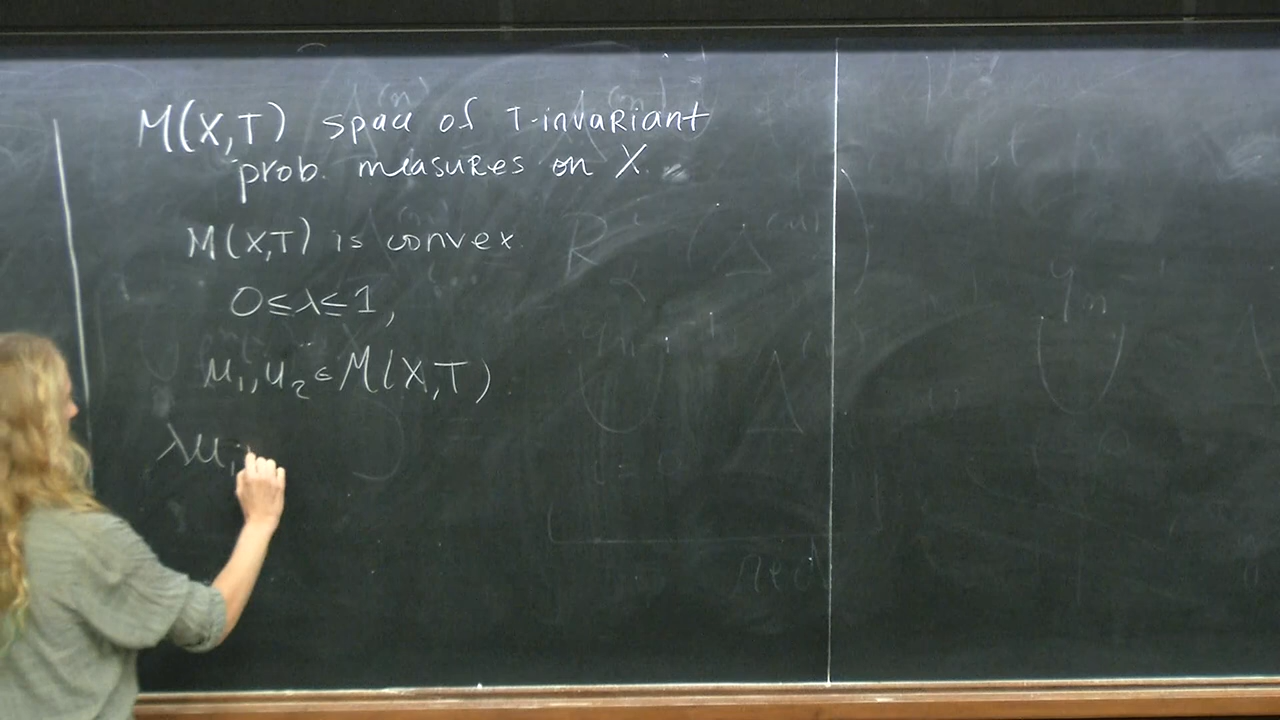 M(X,T) space of T-invariant
prob. measures on X
M(X,T) is convex
0≤λ≤1,
μ₁,μ₂∈M(X,T)
λμ₁